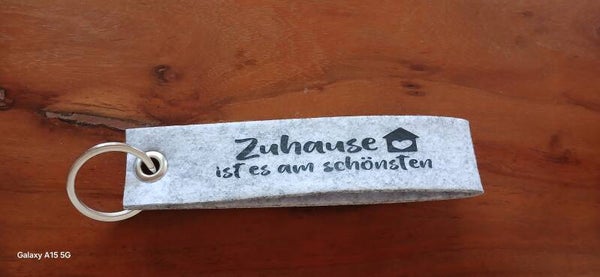 Zuhause
ist es am schönsten
Galaxy A15 5G